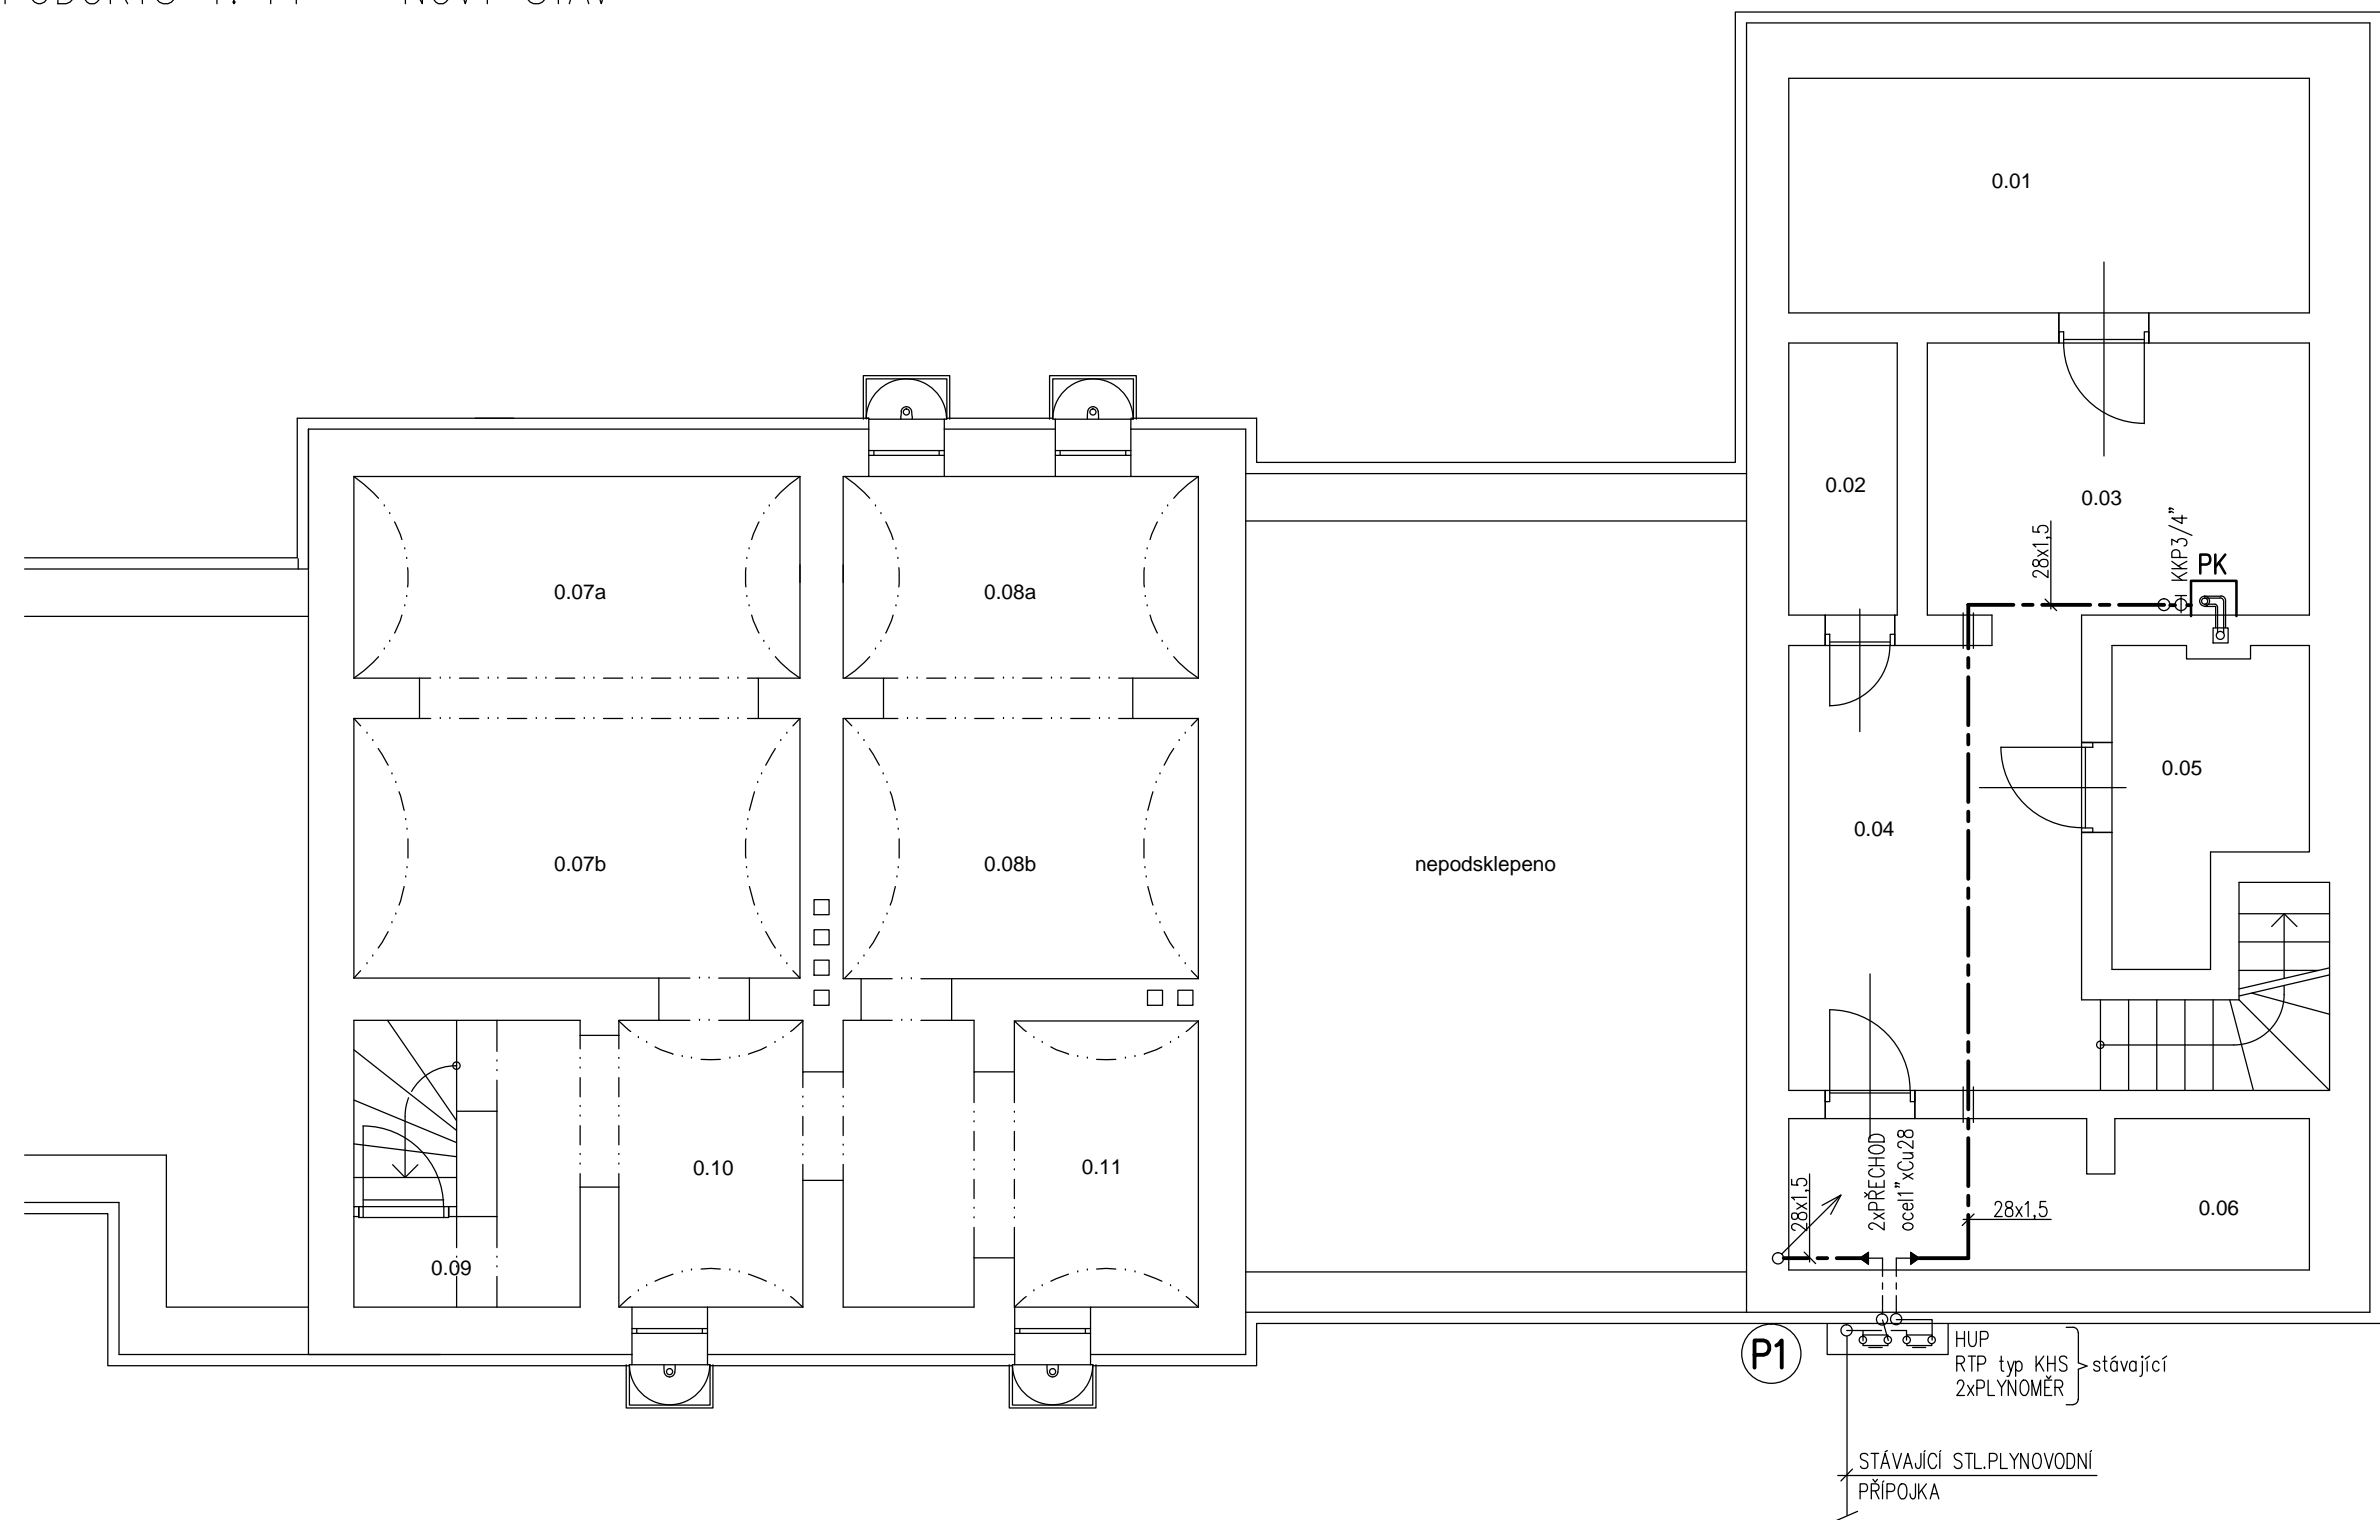 0.01
0.02
0.03
28x1,5
KKP3/4"
PK
0.07a
0.08a
0.05
0.04
0.07b
0.08b
nepodsklepeno
0.10
0.11
2xPŘECHOD
ocel1"xCu28
28x1,5
28x1,5
0.06
0.09
P1
HUP
RTP typ KHS
2xPLYNOMĚR
stávající
STÁVAJÍCÍ STL.PLYNOVODNÍ
PŘÍPOJKA